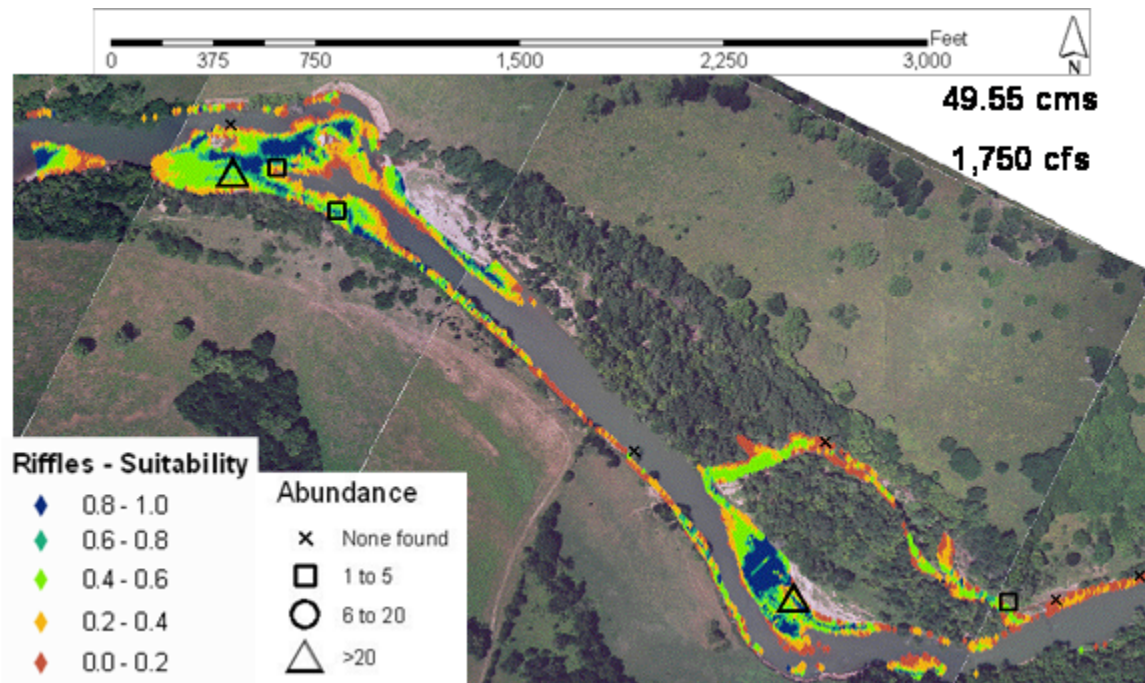 Feet
0 375 750 1,500 2,250 3,000
N
49.55 cms
1,750 cfs
Riffles - Suitability
0.8 - 1.0
0.6 - 0.8
0.4 - 0.6
0.2 - 0.4
0.0 - 0.2
Abundance
None found
1 to 5
6 to 20
>20